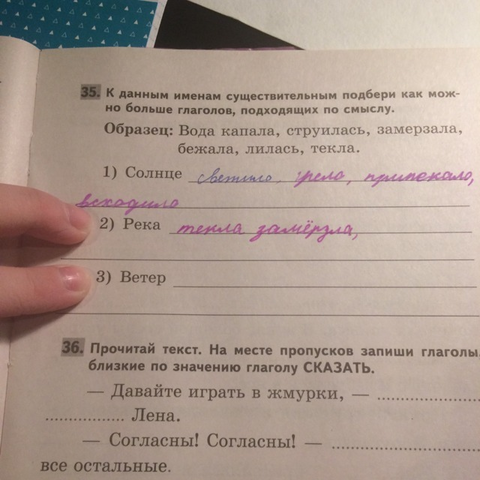 35. К данным именам существительным подбери как мож-
но больше глаголов, подходящих по смыслу.
Образец: Вода капала, струилась, замерзала,
бежала, лилась, текла.
1) Солнце светило, грело, припекало,
всходило
2) Река текла замёрзла,
3) Ветер
36. Прочитай текст. На месте пропусков запиши глаголы,
близкие по значению глаголу СКАЗАТЬ.
— Давайте играть в жмурки, — ..................
.................. Лена.
— Согласны! Согласны! — ..................
все остальные.